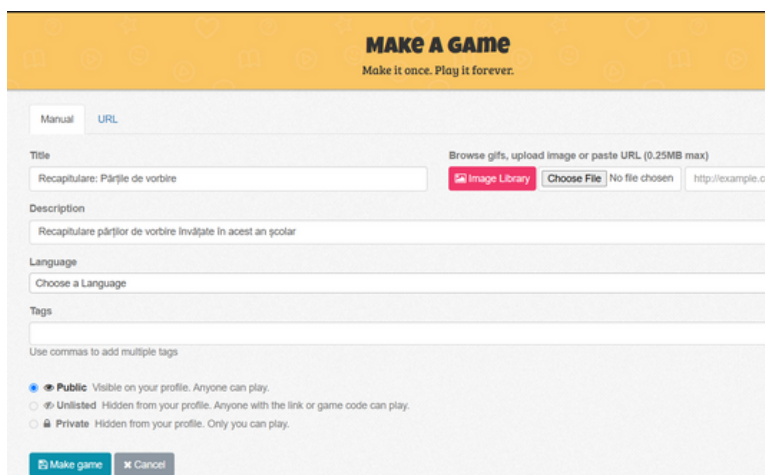 MAKE A GAME
Make it once. Play it forever.
Manual URL
Title
Recapitulare: Părțile de vorbire
Browse gifs, upload image or paste URL (0.25MB max)
Image Library Choose File No file chosen http://example.c
Description
Recapitulare părților de vorbire învățate în acest an școlar
Language
Choose a Language
Tags
Use commas to add multiple tags
Public Visible on your profile. Anyone can play.
Unlisted Hidden from your profile. Anyone with the link or game code can play.
Private Hidden from your profile. Only you can play.
Make game Cancel